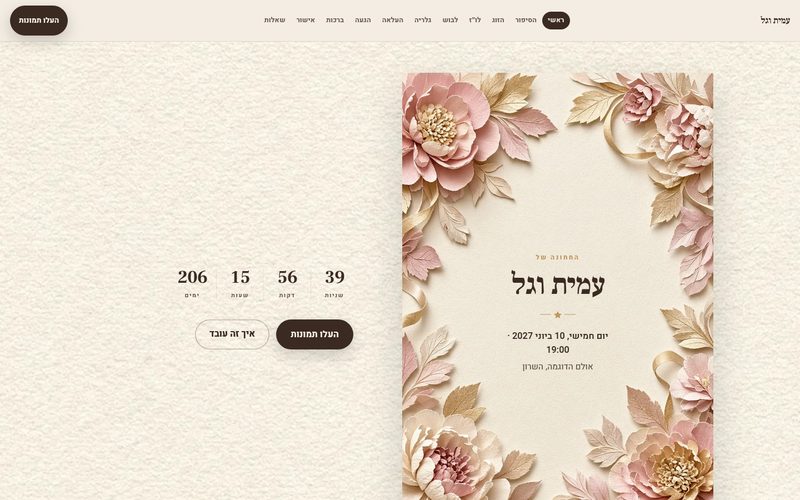 עמית וגל
ראשי הסיפור הזוג לו״ז לבוש גלריה העלאה הגעה ברכות אישור שאלות
העלו תמונות
החתונה של
עמית וגל
יום חמישי, 10 ביוני 2027 ·
19:00
אולם הדוגמה, השרון
39 56 15 206
שניות דקות שעות ימים
העלו תמונות
איך זה עובד